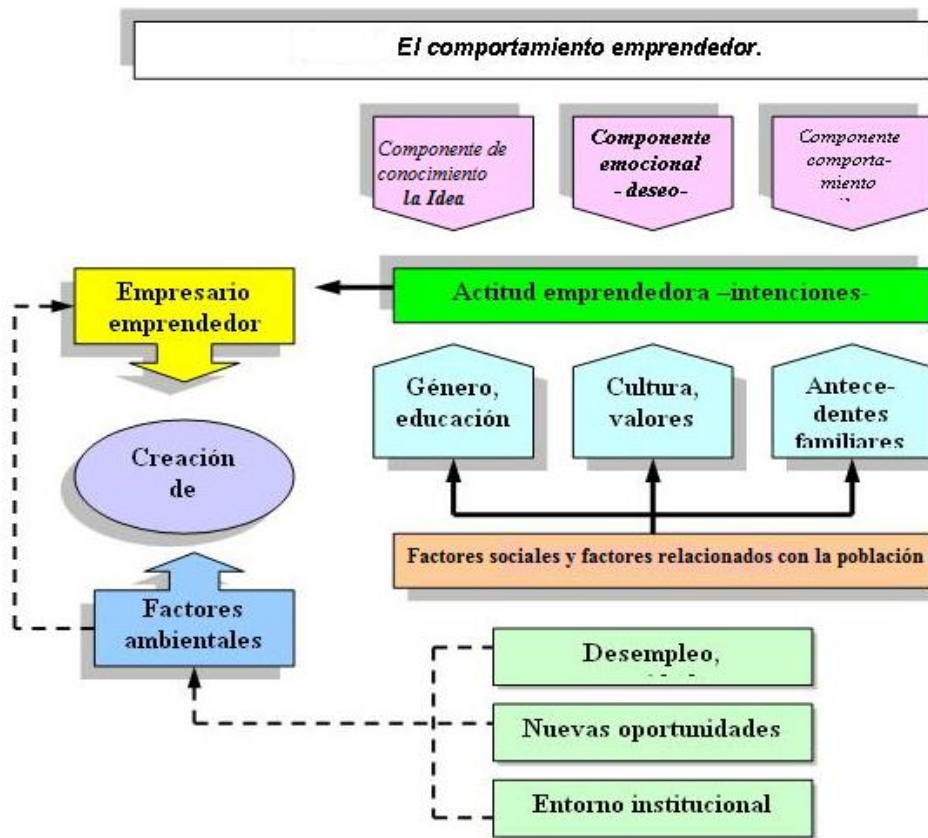 El comportamiento emprendedor.
Componente de
conocimiento
la Idea
Componente
emocional
- deseo-
Componente
comporta-
miento
Empresario
emprendedor
Actitud emprendedora –intenciones-
Género,
educación
Cultura,
valores
Antece-
dentes
familiares
Creación
de
Factores sociales y factores relacionados con la población
Factores
ambientales
Desempleo,
Nuevas oportunidades
Entorno institucional